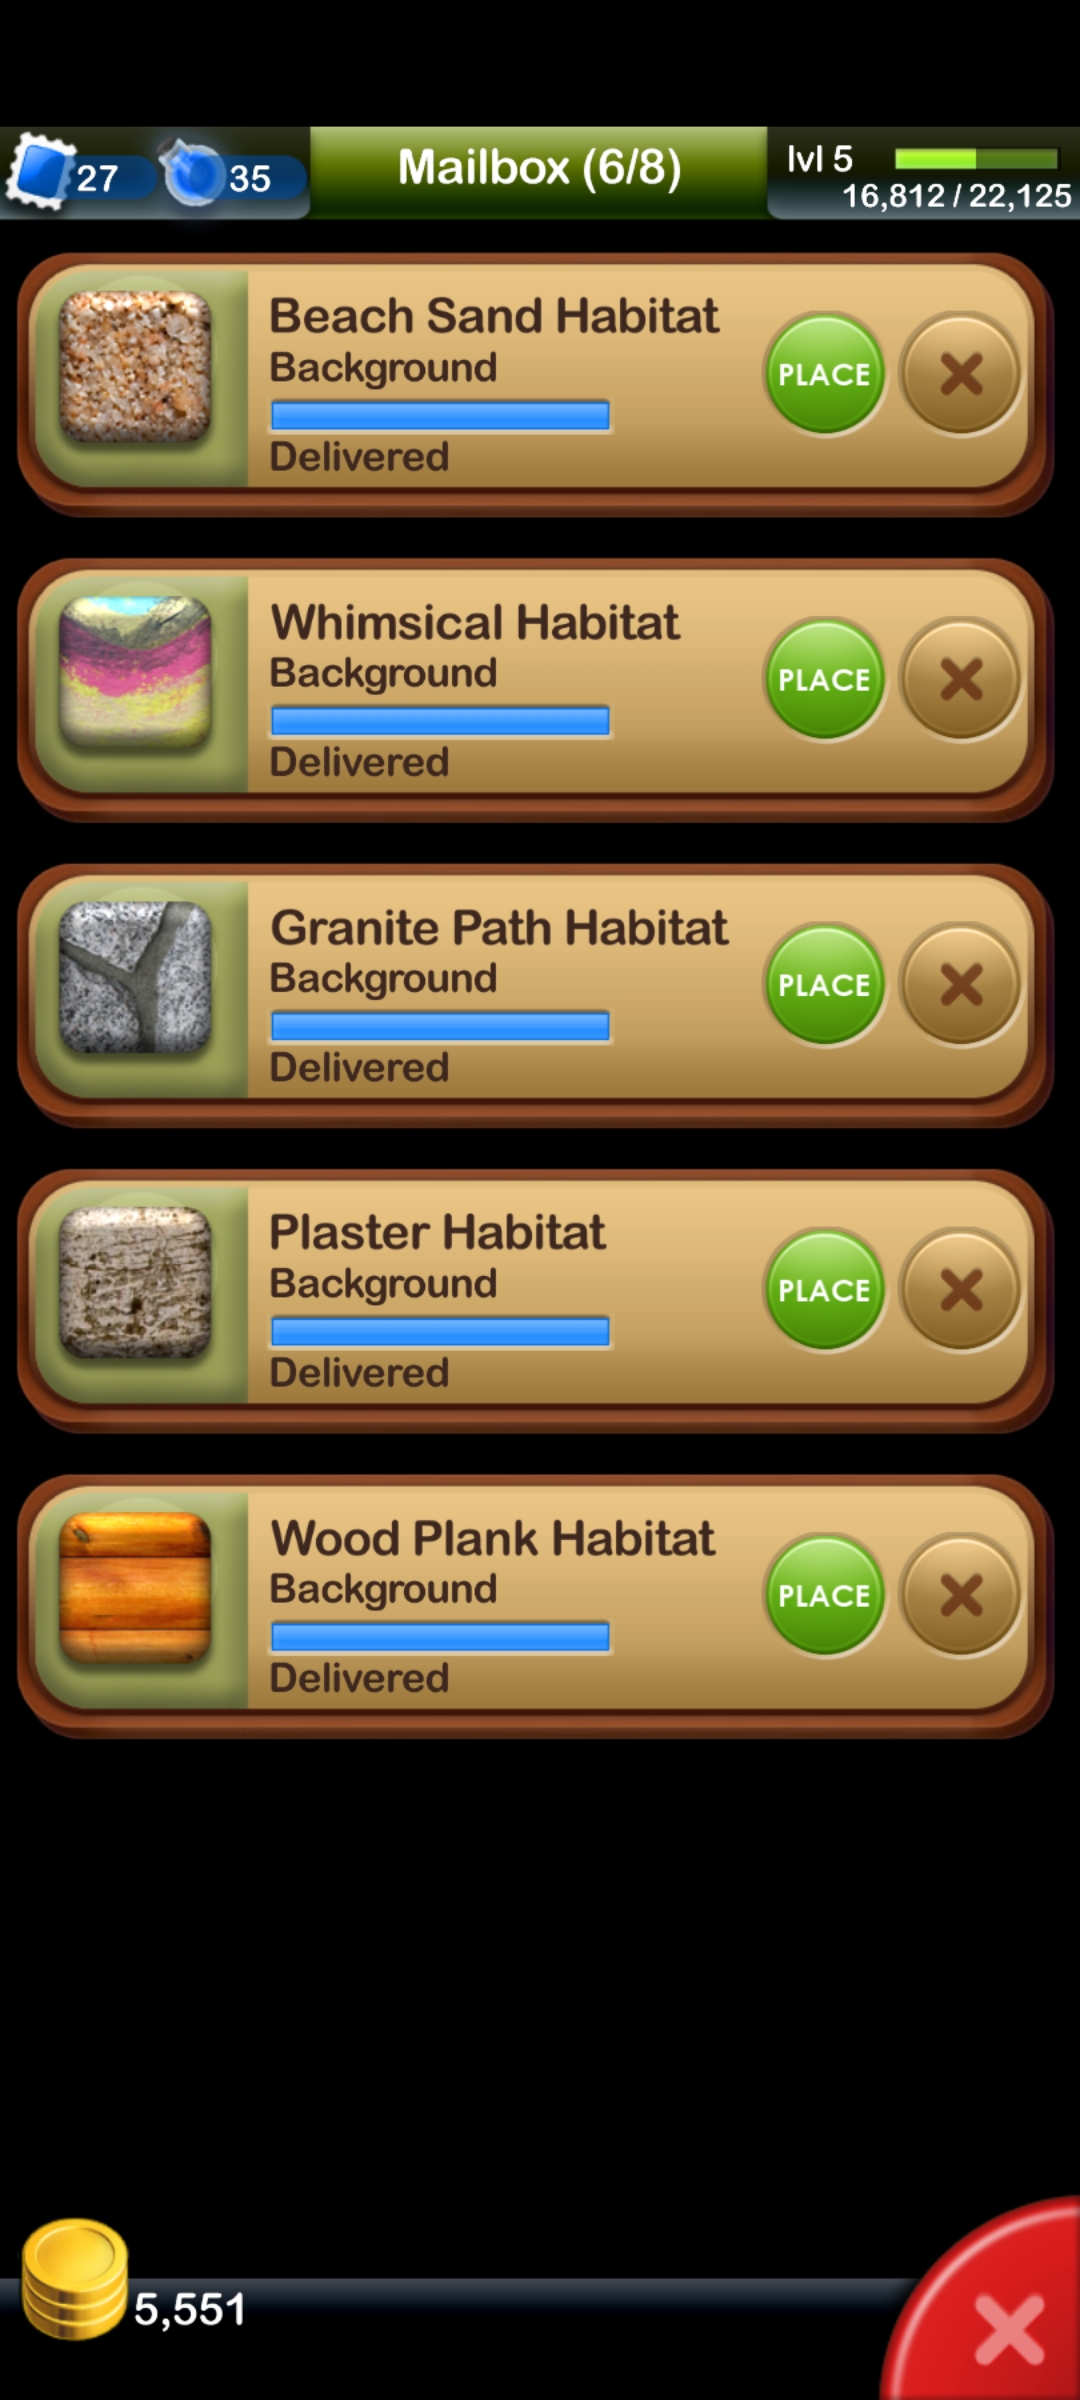 27
35
Mailbox (6/8)
lvl 5
16,812 / 22,125
Beach Sand Habitat
Background
Delivered
PLACE
Whimsical Habitat
Background
Delivered
PLACE
Granite Path Habitat
Background
Delivered
PLACE
Plaster Habitat
Background
Delivered
PLACE
Wood Plank Habitat
Background
Delivered
PLACE
5,551